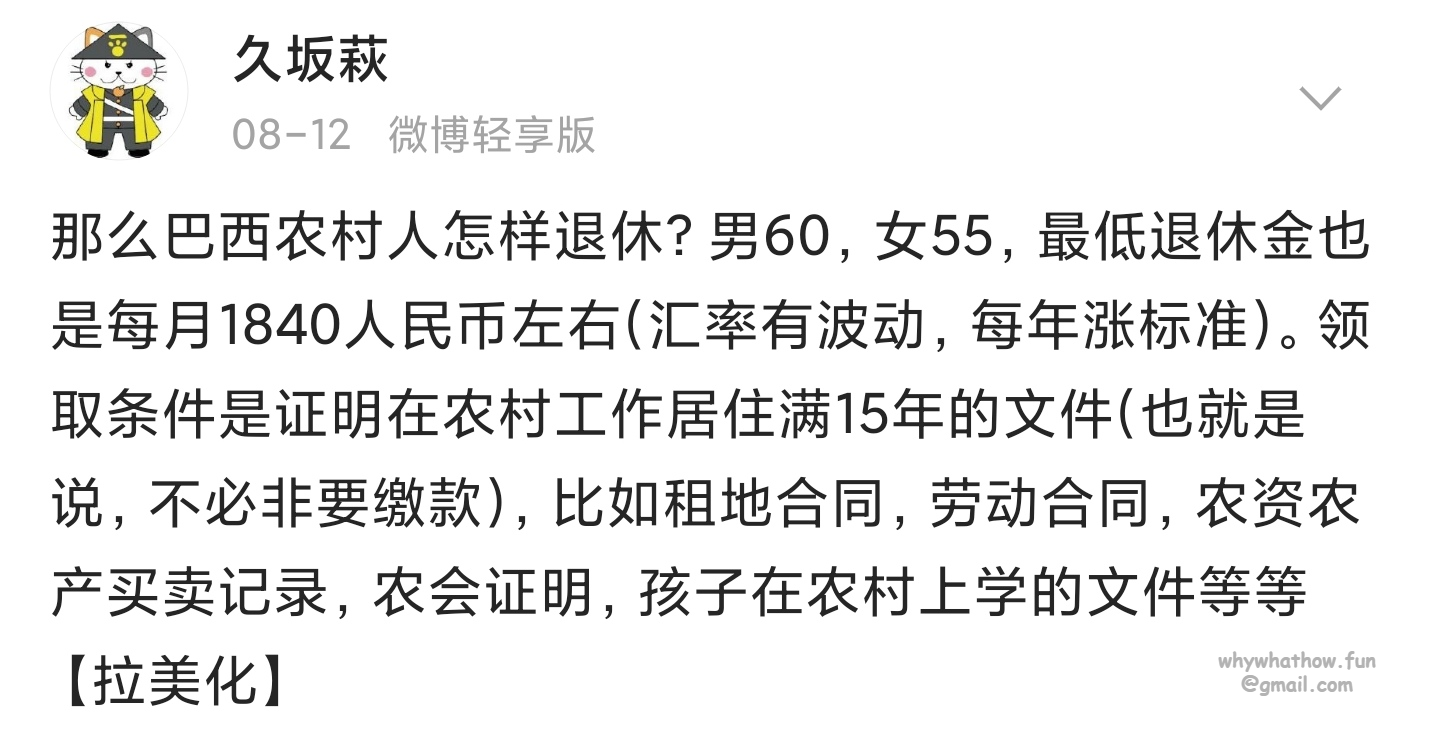 久坂萩
08-12 微博轻享版
那么巴西农村人怎样退休？男60，女55，最低退休金也
是每月1840人民币左右(汇率有波动，每年涨标准)。领
取条件是证明在农村工作居住满15年的文件(也就是
说，不必非要缴款)，比如租地合同，劳动合同，农资农
产买卖记录，农会证明，孩子在农村上学的文件等等
【拉美化】
whywhathow.fun
@gmail.com